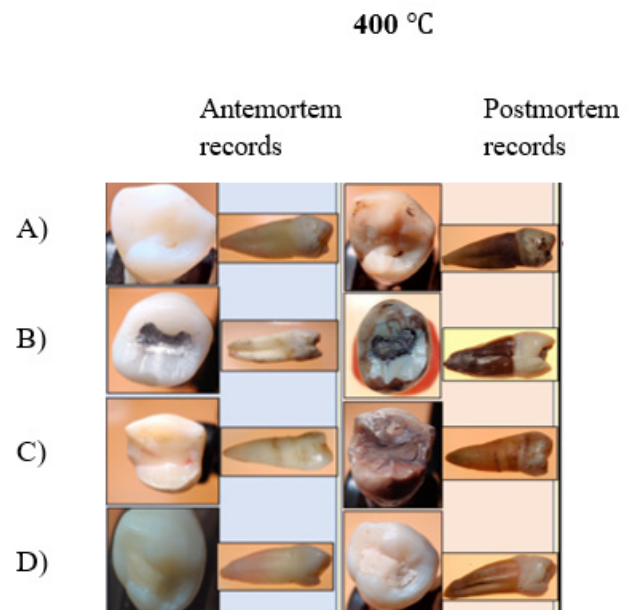 400 ℃
Antemortem
records
Postmortem
records
A)
B)
C)
D)